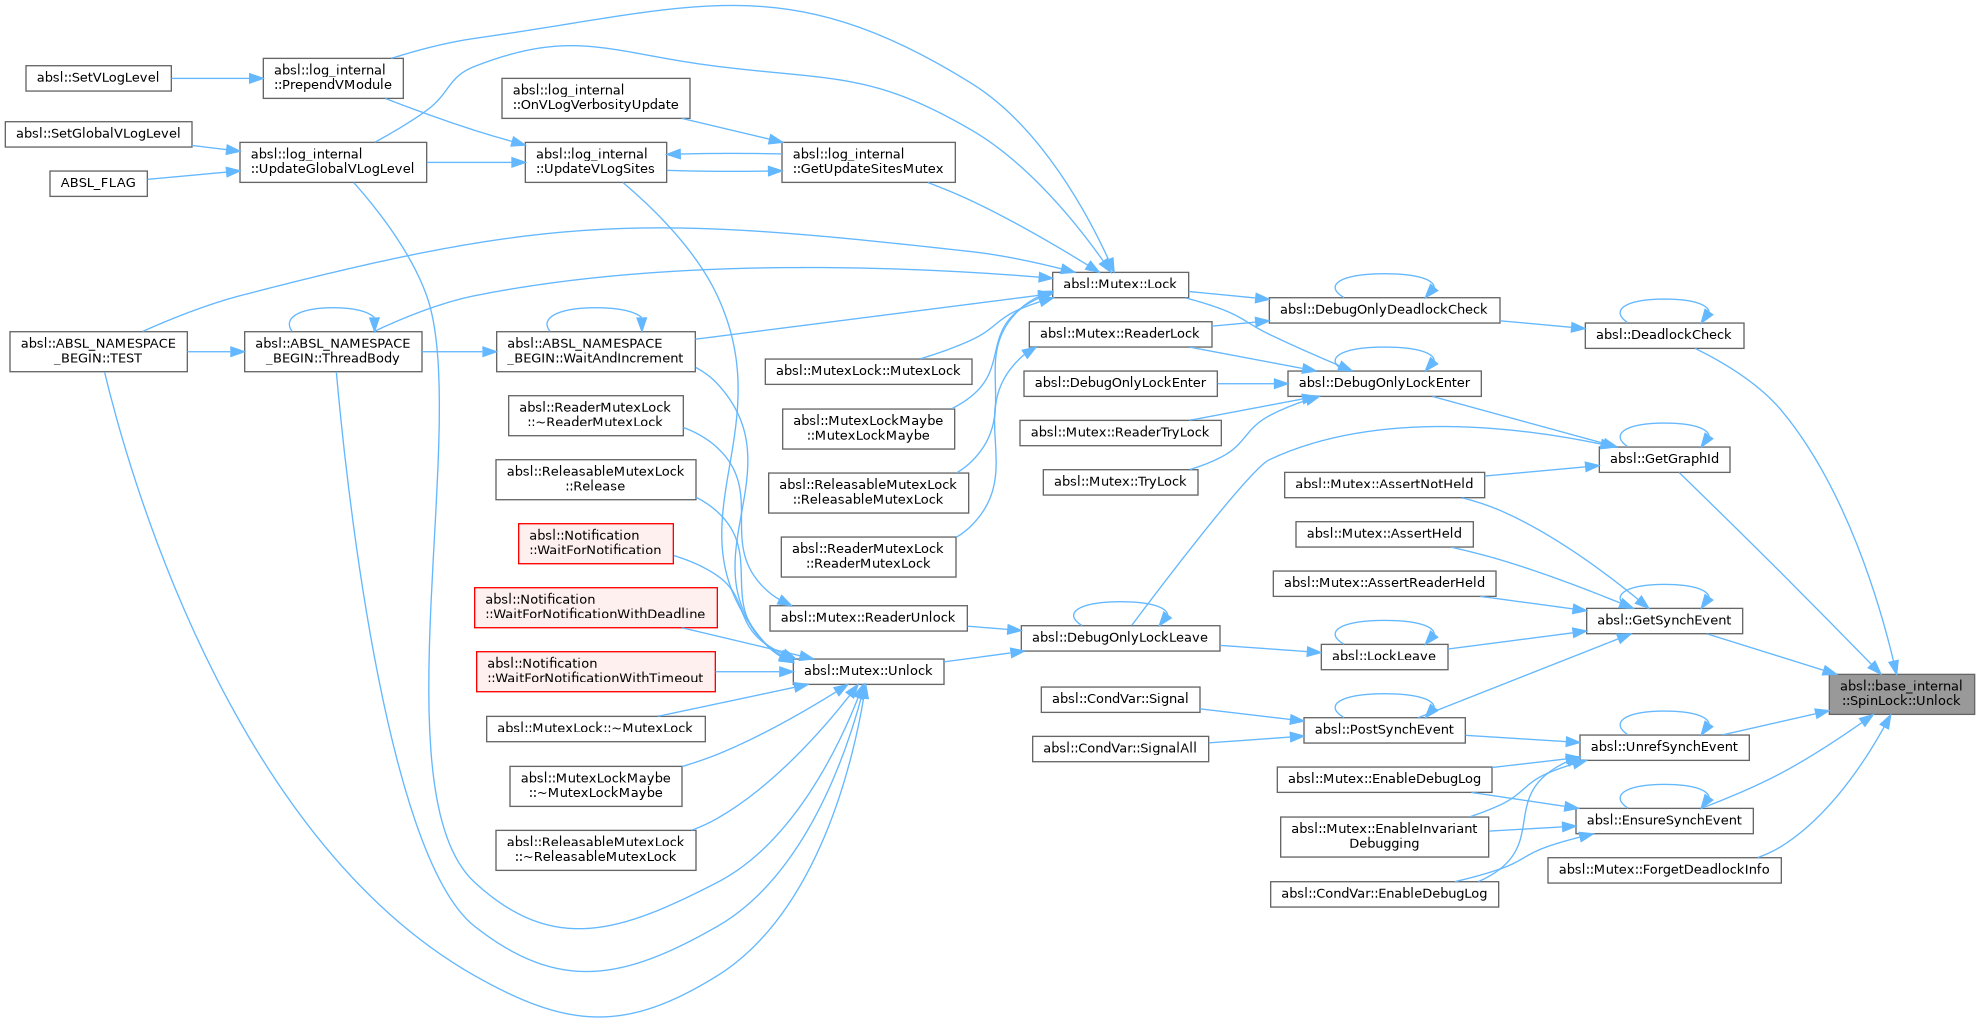 absl::SetVLogLevel
absl::log_internal
::PrependVModule
absl::SetGlobalVLogLevel
absl::log_internal
::UpdateGlobalVLogLevel
ABSL_FLAG
absl::log_internal
::OnVLogVerbosityUpdate
absl::log_internal
::UpdateVLogSites
absl::log_internal
::GetUpdateSitesMutex
absl::ABSL_NAMESPACE
_BEGIN::TEST
absl::ABSL_NAMESPACE
_BEGIN::ThreadBody
absl::ABSL_NAMESPACE
_BEGIN::WaitAndIncrement
absl::ReaderMutexLock
::~ReaderMutexLock
absl::ReleasableMutexLock
::Release
absl::Notification
::WaitForNotification
absl::Notification
::WaitForNotificationWithDeadline
absl::Notification
::WaitForNotificationWithTimeout
absl::MutexLock::~MutexLock
absl::MutexLockMaybe
::~MutexLockMaybe
absl::ReleasableMutexLock
::~ReleasableMutexLock
absl::MutexLock::MutexLock
absl::MutexLockMaybe
::MutexLockMaybe
absl::ReleasableMutexLock
::ReleasableMutexLock
absl::ReaderMutexLock
::ReaderMutexLock
absl::Mutex::ReaderUnlock
absl::Mutex::Unlock
absl::Mutex::Lock
absl::Mutex::ReaderLock
absl::DebugOnlyLockEnter
absl::Mutex::ReaderTryLock
absl::Mutex::TryLock
absl::DebugOnlyLockLeave
absl::CondVar::Signal
absl::CondVar::SignalAll
absl::DebugOnlyDeadlockCheck
absl::DebugOnlyLockEnter
absl::Mutex::AssertNotHeld
absl::Mutex::AssertHeld
absl::Mutex::AssertReaderHeld
absl::LockLeave
absl::PostSynchEvent
absl::Mutex::EnableDebugLog
absl::Mutex::EnableInvariant
Debugging
absl::CondVar::EnableDebugLog
absl::DeadlockCheck
absl::GetGraphId
absl::GetSynchEvent
absl::UnrefSynchEvent
absl::EnsureSynchEvent
absl::Mutex::ForgetDeadlockInfo
absl::base_internal
::SpinLock::Unlock